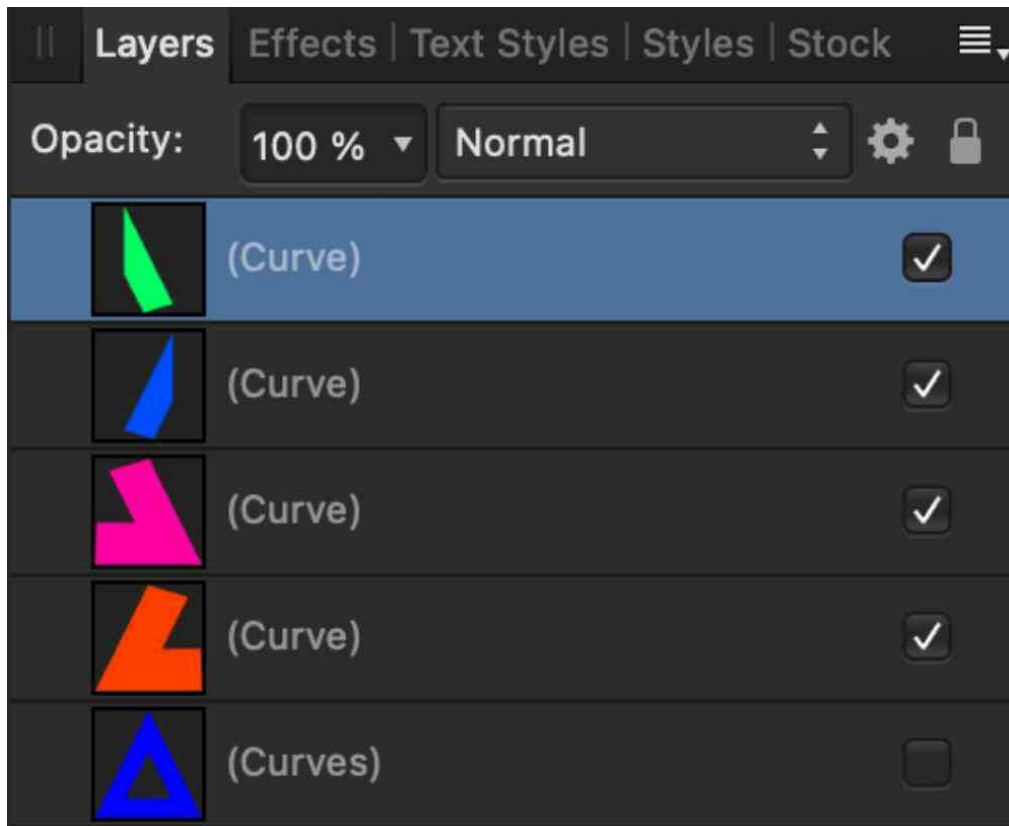 Layers Effects | Text Styles | Styles | Stock
Opacity: 100 % Normal
(Curve)
(Curve)
(Curve)
(Curve)
(Curves)